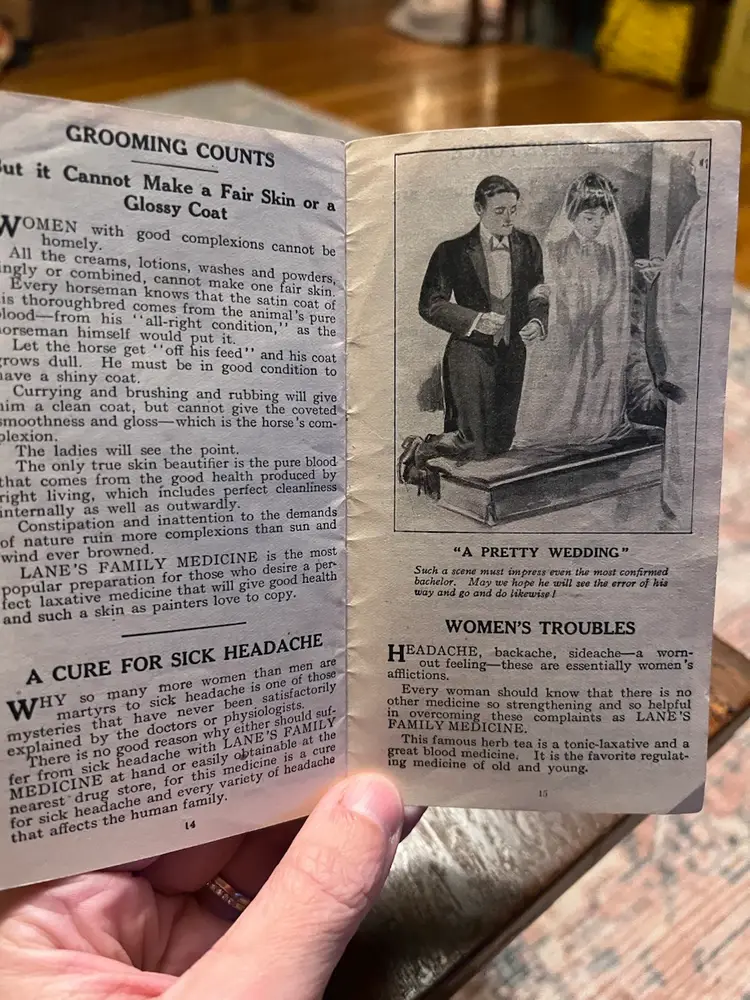 GROOMING COUNTS
But it Cannot Make a Fair Skin or a
Glossy Coat
WOMEN with good complexions cannot be
homely.
All the creams, lotions, washes and powders,
singly or combined, cannot make one fair skin.
Every horseman knows that the satin coat of
his thoroughbred comes from the animal's pure
blood—from his "all-right condition," as the
horseman himself would put it.
Let the horse get "off his feed" and his coat
grows dull. He must be in good condition to
have a shiny coat.
Currying and brushing and rubbing will give
him a clean coat, but cannot give the coveted
smoothness and gloss—which is the horse's com-
plexion.
The ladies will see the point.
The only true skin beautifier is the pure blood
that comes from the good health produced by
right living, which includes perfect cleanliness
internally as well as outwardly.
Constipation and inattention to the demands
of nature ruin more complexions than sun and
wind ever browned.
LANE'S FAMILY MEDICINE is the most
popular preparation for those who desire a per-
fect laxative medicine that will give good health
and such a skin as painters love to copy.
A CURE FOR SICK HEADACHE
WHY so many more women than men are
martyrs to sick headache is one of those
mysteries that have never been satisfactorily
explained by the doctors or physiologists.
There is no good reason why either should suf-
fer from sick headache with LANE'S FAMILY
MEDICINE at hand or easily obtainable at the
nearest drug store, for this medicine is a cure
for sick headache and every variety of headache
that affects the human family.
14
"A PRETTY WEDDING"
Such a scene must impress even the most confirmed
bachelor. May we hope he will see the error of his
way and go and do likewise!
WOMEN'S TROUBLES
HEADACHE, backache, sideache—a worn-
out feeling—these are essentially women's
afflictions.
Every woman should know that there is no
other medicine so strengthening and so helpful
in overcoming these complaints as LANE'S
FAMILY MEDICINE.
This famous herb tea is a tonic-laxative and a
great blood medicine. It is the favorite regulat-
ing medicine of old and young.
15